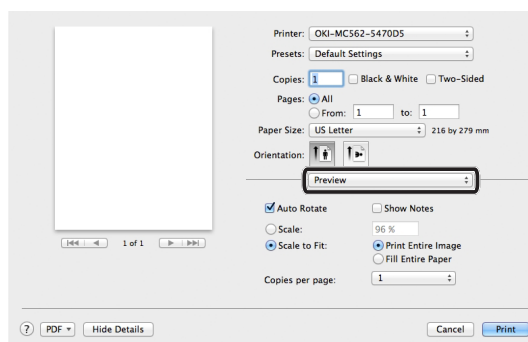 Printer: OKI-MC562-5470D5
Presets: Default Settings
Copies: 1 Black & White Two-Sided
Pages: All
From: 1 to: 1
Paper Size: US Letter 216 by 279 mm
Orientation:
Preview
Auto Rotate Show Notes
Scale: 96 %
Scale to Fit: Print Entire Image
Fill Entire Paper
Copies per page: 1
1 of 1
? PDF Hide Details Cancel Print